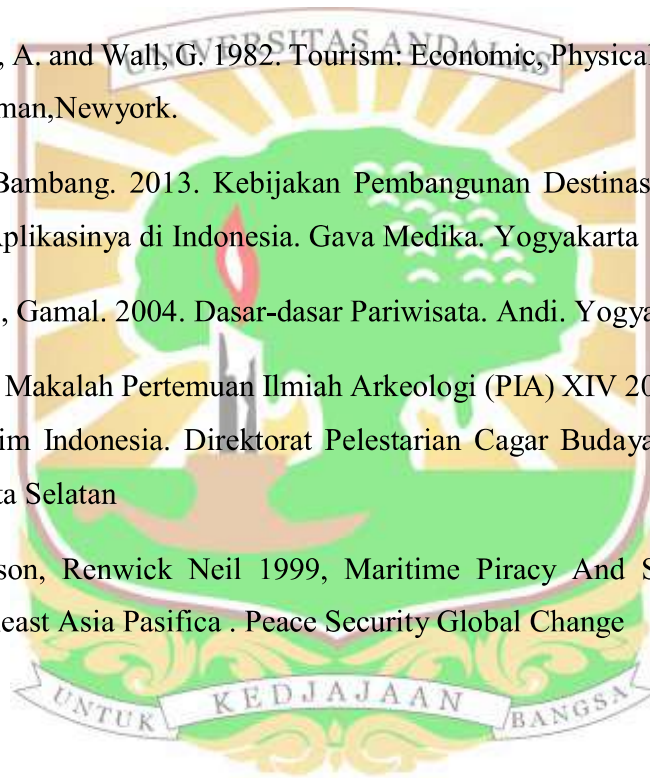 UNIVERSITAS ANDALAS
, A. and Wall, G. 1982. Tourism: Economic, Physical
man,Newyork.
Bambang. 2013. Kebijakan Pembangunan Destinas
plikasinya di Indonesia. Gava Medika. Yogyakarta
, Gamal. 2004. Dasar-dasar Pariwisata. Andi. Yogya
Makalah Pertemuan Ilmiah Arkeologi (PIA) XIV 20
im Indonesia. Direktorat Pelestarian Cagar Budaya
ta Selatan
son, Renwick Neil 1999, Maritime Piracy And S
east Asia Pasifica . Peace Security Global Change
UNTUK KEDJAJAAN BANGSA